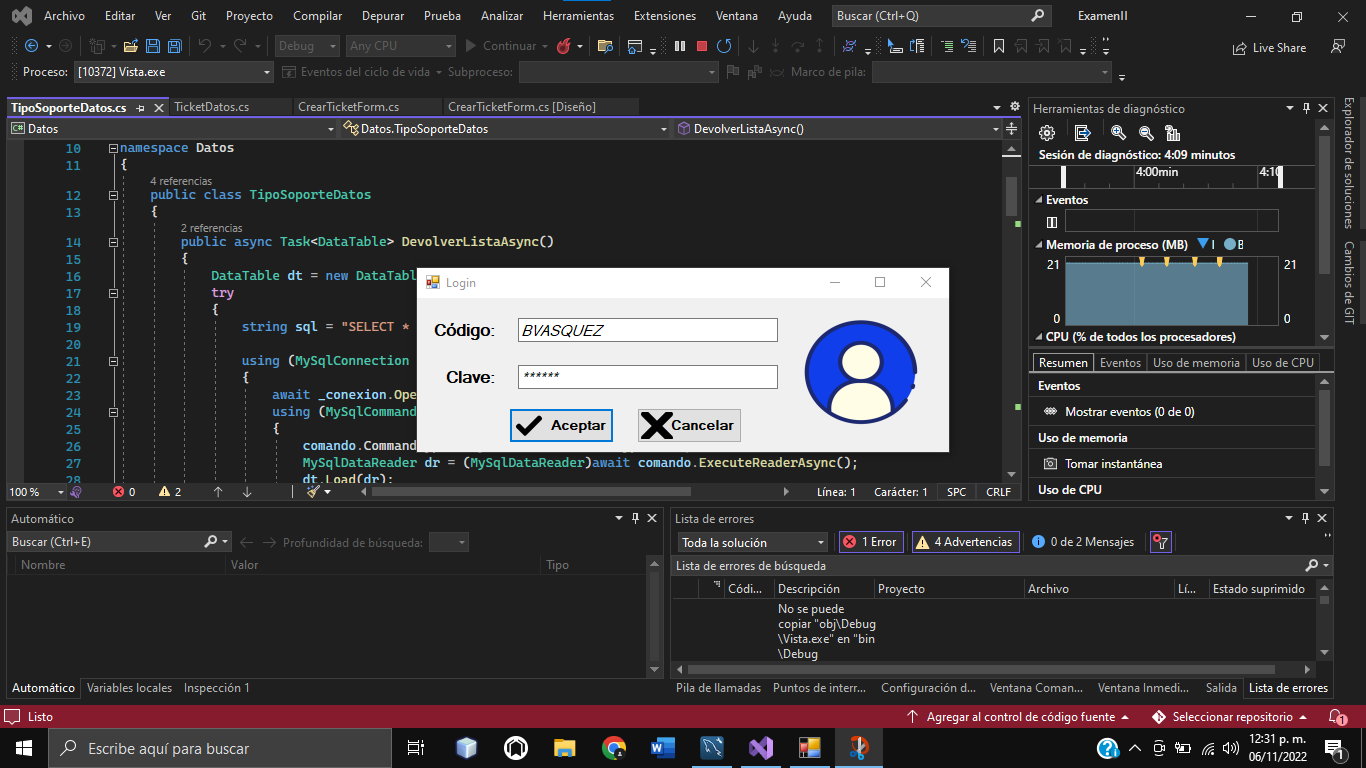 Archivo Editar Ver Git Proyecto Compilar Depurar Prueba Analizar Herramientas Extensiones Ventana Ayuda Buscar (Ctrl+Q) ExamenII
Debug Any CPU Continuar Live Share
Proceso: [10372] Vista.exe Eventos del ciclo de vida Subproceso: Marco de pila:
TipoSoporteDatos.cs TicketDatos.cs CrearTicketForm.cs CrearTicketForm.cs [Diseño]
Datos Datos.TipoSoporteDatos DevolverListaAsync()
10 namespace Datos
11 {
4 referencias
12 public class TipoSoporteDatos
13 {
2 referencias
14 public async Task<DataTable> DevolverListaAsync()
15 {
16 DataTable dt = new DataTabl
17 try
18 {
19 string sql = "SELECT *
20
21 using (MySqlConnection
22 {
23 await _conexion.Ope
24 using (MySqlCommand
25 {
26 comando.Command
27 MySqlDataReader dr = (MySqlDataReader)await comando.ExecuteReaderAsync();
28 dt.Load(dr);
100 % 0 2 Línea: 1 Carácter: 1 SPC CRLF
Login
Código: BVASQUEZ
Clave: ******
Aceptar Cancelar
Herramientas de diagnóstico
Sesión de diagnóstico: 4:09 minutos
4:00min 4:10
Eventos
Memoria de proceso (MB) I B
21 21
0 0
CPU (% de todos los procesadores)
Resumen Eventos Uso de memoria Uso de CPU
Eventos
Mostrar eventos (0 de 0)
Uso de memoria
Tomar instantánea
Uso de CPU
Explorador de soluciones
Cambios de GIT
Automático
Buscar (Ctrl+E) Profundidad de búsqueda:
Nombre Valor Tipo
Automático Variables locales Inspección 1
Lista de errores
Toda la solución 1 Error 4 Advertencias 0 de 2 Mensajes
Lista de errores de búsqueda
Códi... Descripción Proyecto Archivo Lí... Estado suprimido
No se puede
copiar "obj\Debug
\Vista.exe" en "bin
\Debug
Pila de llamadas Puntos de interr... Configuración d... Ventana Coman... Ventana Inmedi... Salida Lista de errores
Listo Agregar al control de código fuente Seleccionar repositorio 1
Escribe aquí para buscar
12:31 p. m.
06/11/2022
1